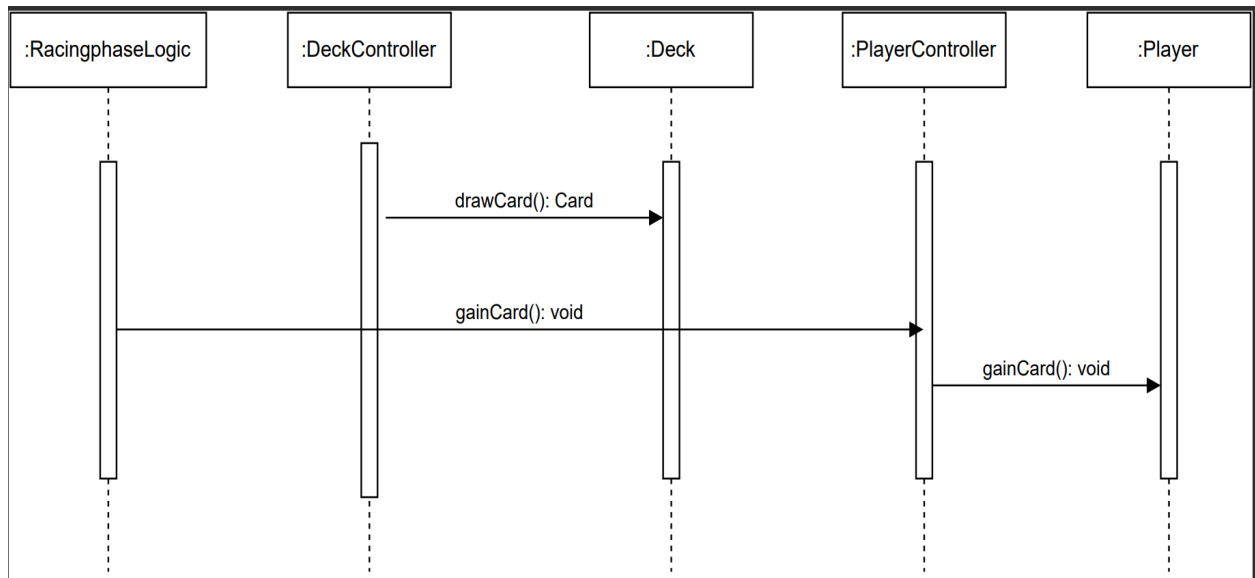 :RacingphaseLogic
:DeckController
:Deck
:PlayerController
:Player
drawCard(): Card
gainCard(): void
gainCard(): void